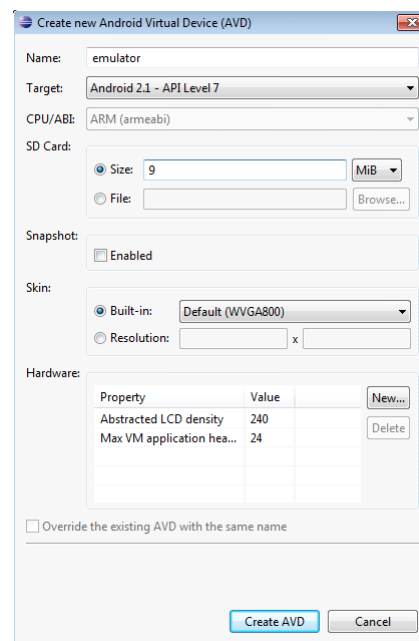 Create new Android Virtual Device (AVD)
Name: emulator
Target: Android 2.1 - API Level 7
CPU/ABI: ARM (armeabi)
SD Card:
Size: 9 MiB
File: Browse...
Snapshot:
Enabled
Skin:
Built-in: Default (WVGA800)
Resolution: x
Hardware:
Property Value New...
Abstracted LCD density 240 Delete
Max VM application hea... 24
Override the existing AVD with the same name
Create AVD Cancel